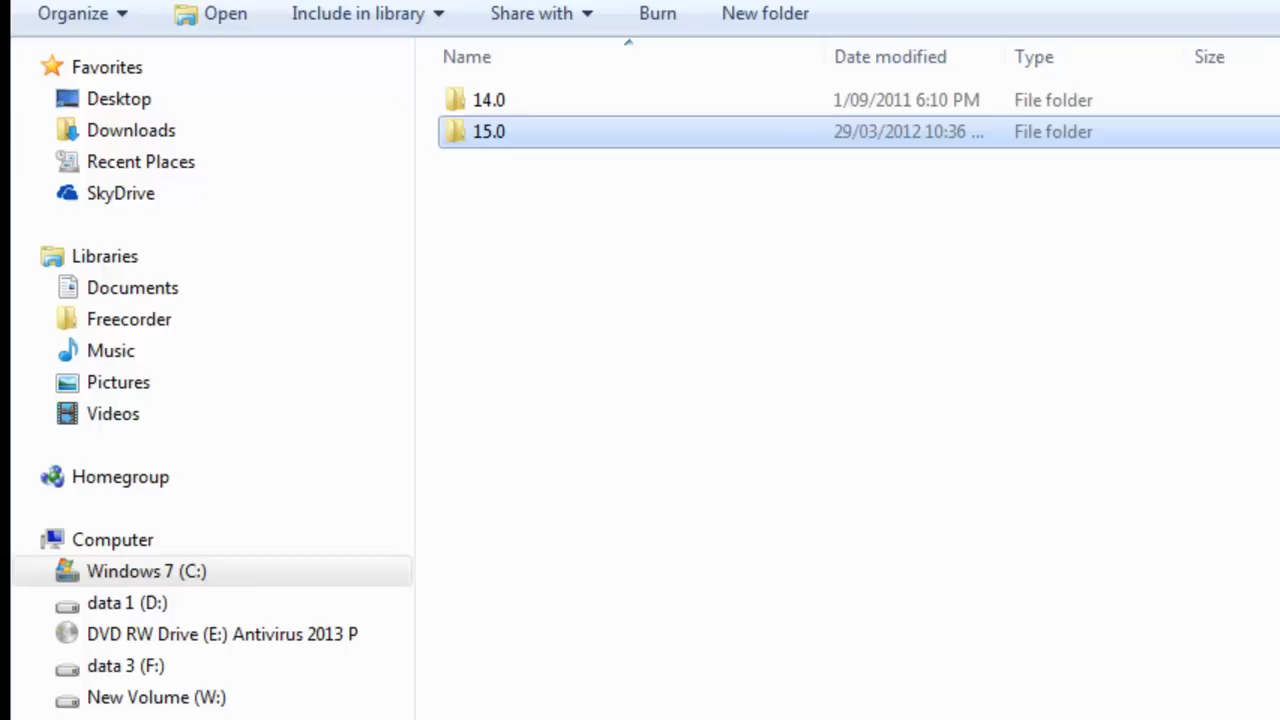 Organize Open Include in library Share with Burn New folder
Favorites
Desktop
Downloads
Recent Places
SkyDrive
Libraries
Documents
Freecorder
Music
Pictures
Videos
Homegroup
Computer
Windows 7 (C:)
data 1 (D:)
DVD RW Drive (E:) Antivirus 2013 P
data 3 (F:)
New Volume (W:)
Name Date modified Type Size
14.0 1/09/2011 6:10 PM File folder
15.0 29/03/2012 10:36 ... File folder